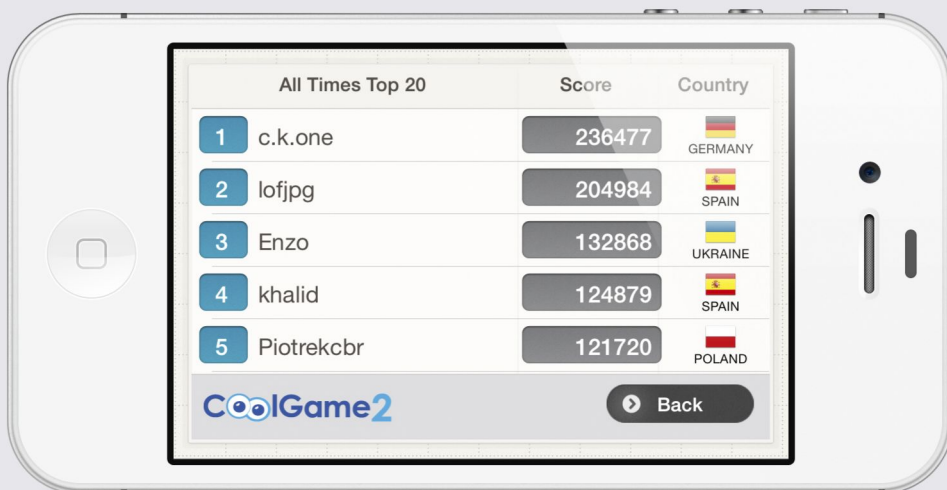 All Times Top 20 Score Country
1 c.k.one 236477 GERMANY
2 lofjpg 204984 SPAIN
3 Enzo 132868 UKRAINE
4 khalid 124879 SPAIN
5 Piotrekcbr 121720 POLAND
CoolGame2 Back